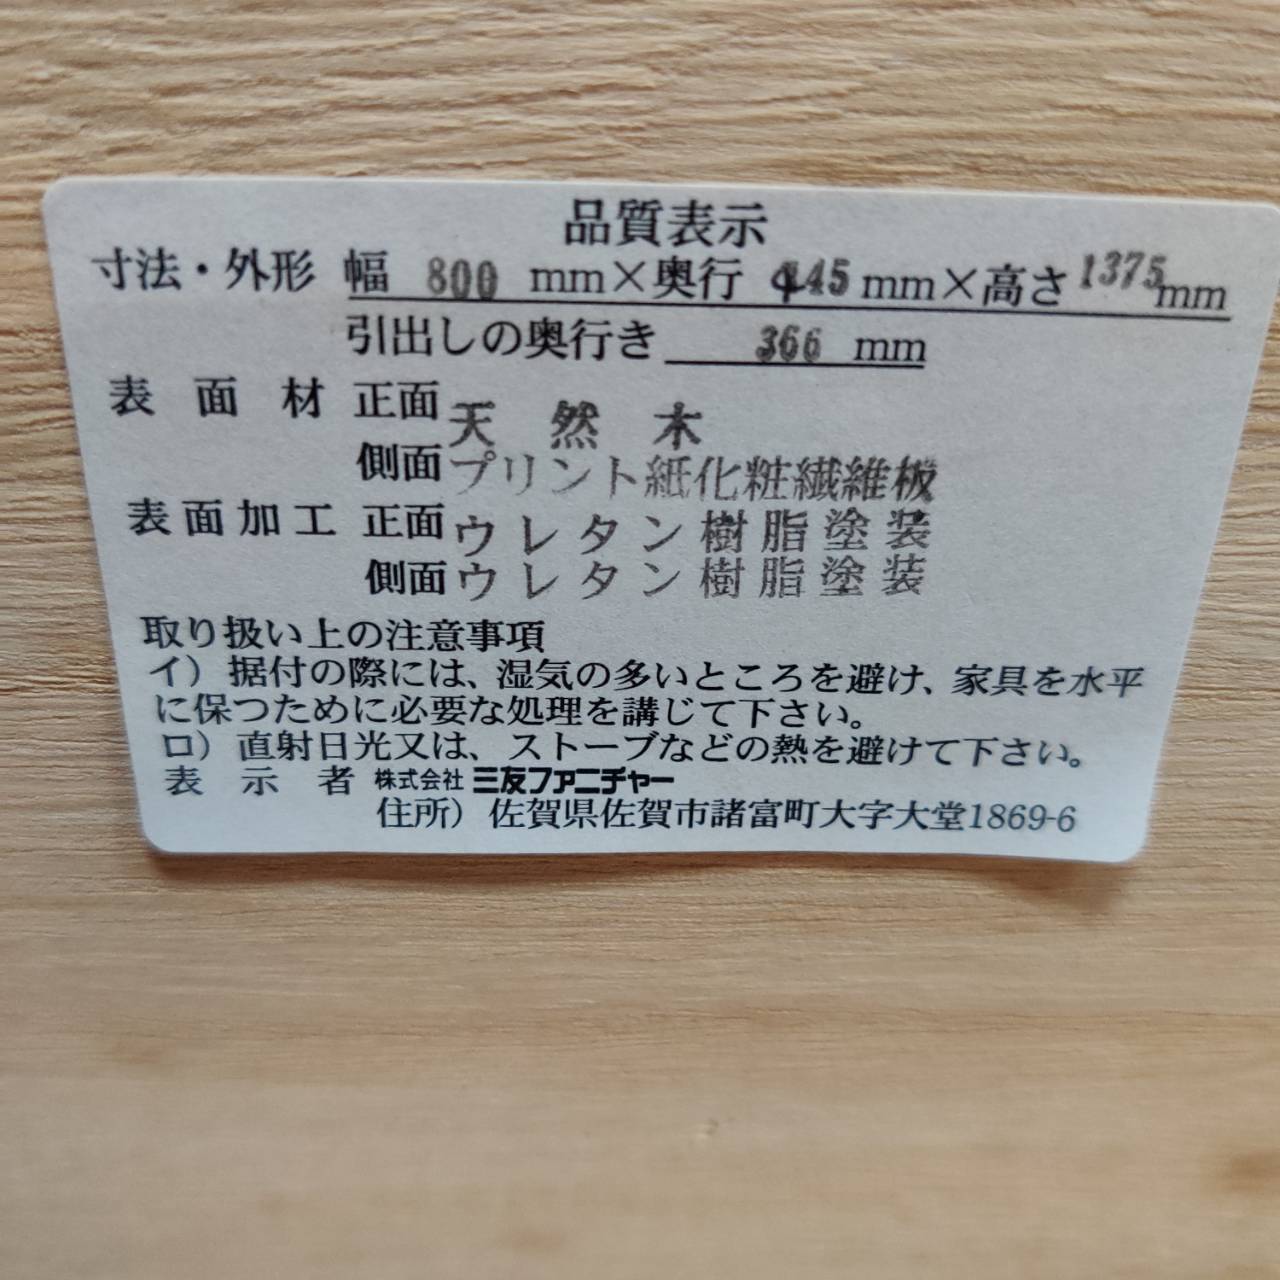 品質表示
寸法・外形 幅 800 mm×奥行 445 mm×高さ 1375mm
引出しの奥行き 366 mm
表面材 正面 天然木
側面 プリント紙化粧繊維板
表面加工 正面 ウレタン樹脂塗装
側面 ウレタン樹脂塗装
取り扱い上の注意事項
イ）据付の際には、湿気の多いところを避け、家具を水平
に保つために必要な処理を講じて下さい。
ロ）直射日光又は、ストーブなどの熱を避けて下さい。
表示者 株式会社 三友ファニチャー
住所）佐賀県佐賀市諸富町大字大堂1869-6